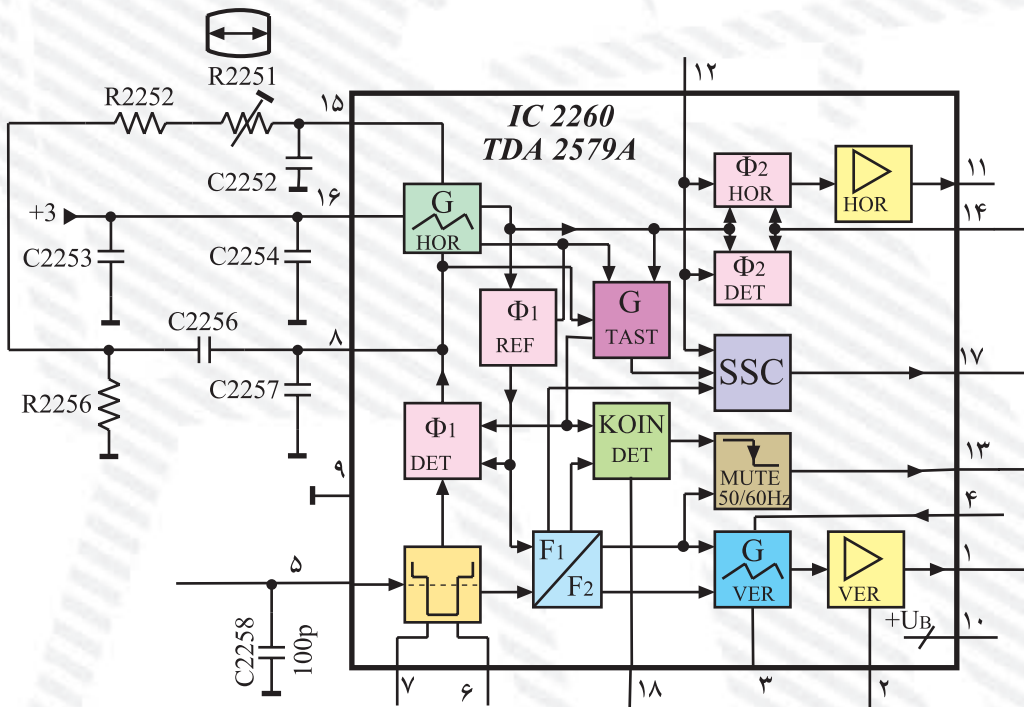 R2251
R2252
۱۵
C2252
۱۶
+3
C2253
C2254
C2256
۸
R2256
C2257
۹
۵
C2258
100p
IC 2260
TDA 2579A
۱۲
G
HOR
Φ1
REF
G
TAST
Φ2
HOR
Φ2
DET
HOR
۱۱
۱۴
SSC
۱۷
Φ1
DET
KOIN
DET
MUTE
50/60Hz
۱۳
۴
F1
F2
G
VER
VER
۱
+UB
۱۰
۷
۶
۱۸
۳
۲